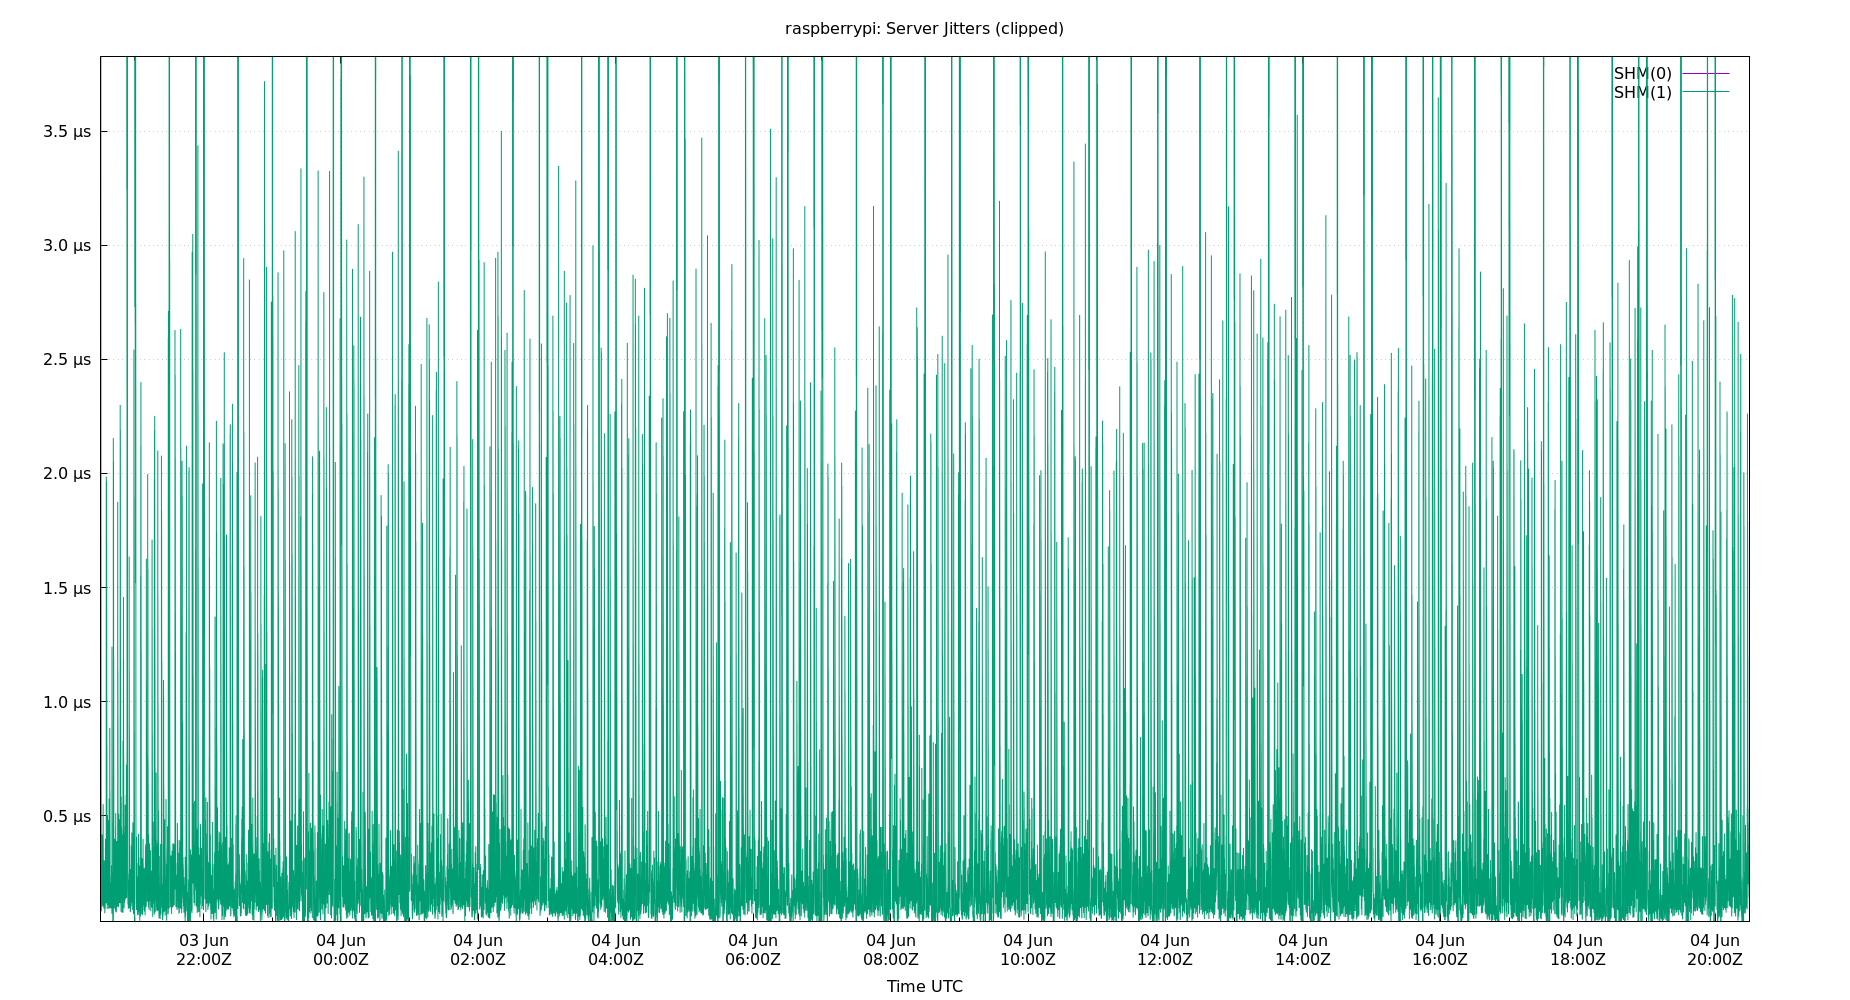 raspberrypi: Server Jitters (clipped)
SHM(0)
SHM(1)
3.5 µs
3.0 µs
2.5 µs
2.0 µs
1.5 µs
1.0 µs
0.5 µs
03 Jun 04 Jun 04 Jun 04 Jun 04 Jun 04 Jun 04 Jun 04 Jun 04 Jun 04 Jun 04 Jun 04 Jun
22:00Z 00:00Z 02:00Z 04:00Z 06:00Z 08:00Z 10:00Z 12:00Z 14:00Z 16:00Z 18:00Z 20:00Z
Time UTC